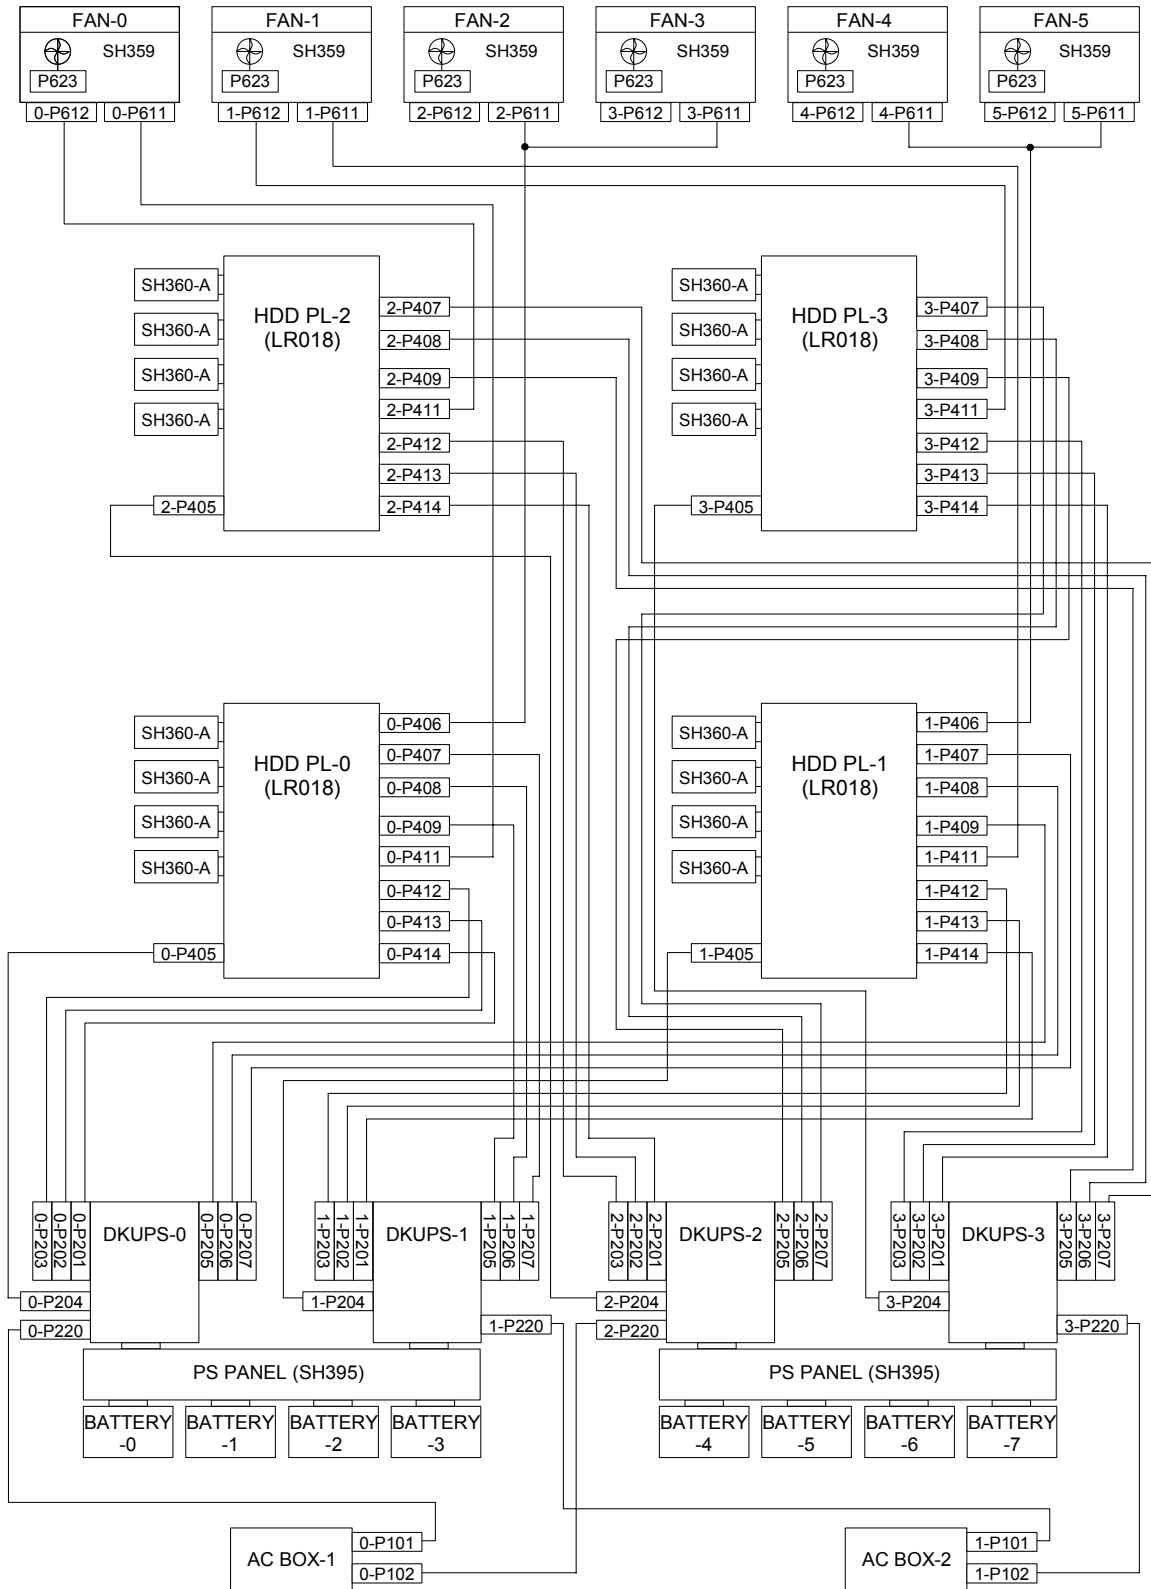 FAN-0
SH359
P623
0-P612
0-P611
FAN-1
SH359
P623
1-P612
1-P611
FAN-2
SH359
P623
2-P612
2-P611
FAN-3
SH359
P623
3-P612
3-P611
FAN-4
SH359
P623
4-P612
4-P611
FAN-5
SH359
P623
5-P612
5-P611
SH360-A
SH360-A
SH360-A
SH360-A
HDD PL-2
(LR018)
2-P407
2-P408
2-P409
2-P411
2-P412
2-P413
2-P414
2-P405
SH360-A
SH360-A
SH360-A
SH360-A
HDD PL-3
(LR018)
3-P407
3-P408
3-P409
3-P411
3-P412
3-P413
3-P414
3-P405
SH360-A
SH360-A
SH360-A
SH360-A
HDD PL-0
(LR018)
0-P406
0-P407
0-P408
0-P409
0-P411
0-P412
0-P413
0-P414
0-P405
SH360-A
SH360-A
SH360-A
SH360-A
HDD PL-1
(LR018)
1-P406
1-P407
1-P408
1-P409
1-P411
1-P412
1-P413
1-P414
1-P405
0-P203
0-P202
0-P201
DKUPS-0
0-P205
0-P206
0-P207
0-P204
0-P220
1-P203
1-P202
1-P201
DKUPS-1
1-P205
1-P206
1-P207
1-P204
1-P220
2-P203
2-P202
2-P201
DKUPS-2
2-P205
2-P206
2-P207
2-P204
2-P220
3-P203
3-P202
3-P201
DKUPS-3
3-P205
3-P206
3-P207
3-P204
3-P220
PS PANEL (SH395)
BATTERY
-0
BATTERY
-1
BATTERY
-2
BATTERY
-3
PS PANEL (SH395)
BATTERY
-4
BATTERY
-5
BATTERY
-6
BATTERY
-7
AC BOX-1
0-P101
0-P102
AC BOX-2
1-P101
1-P102